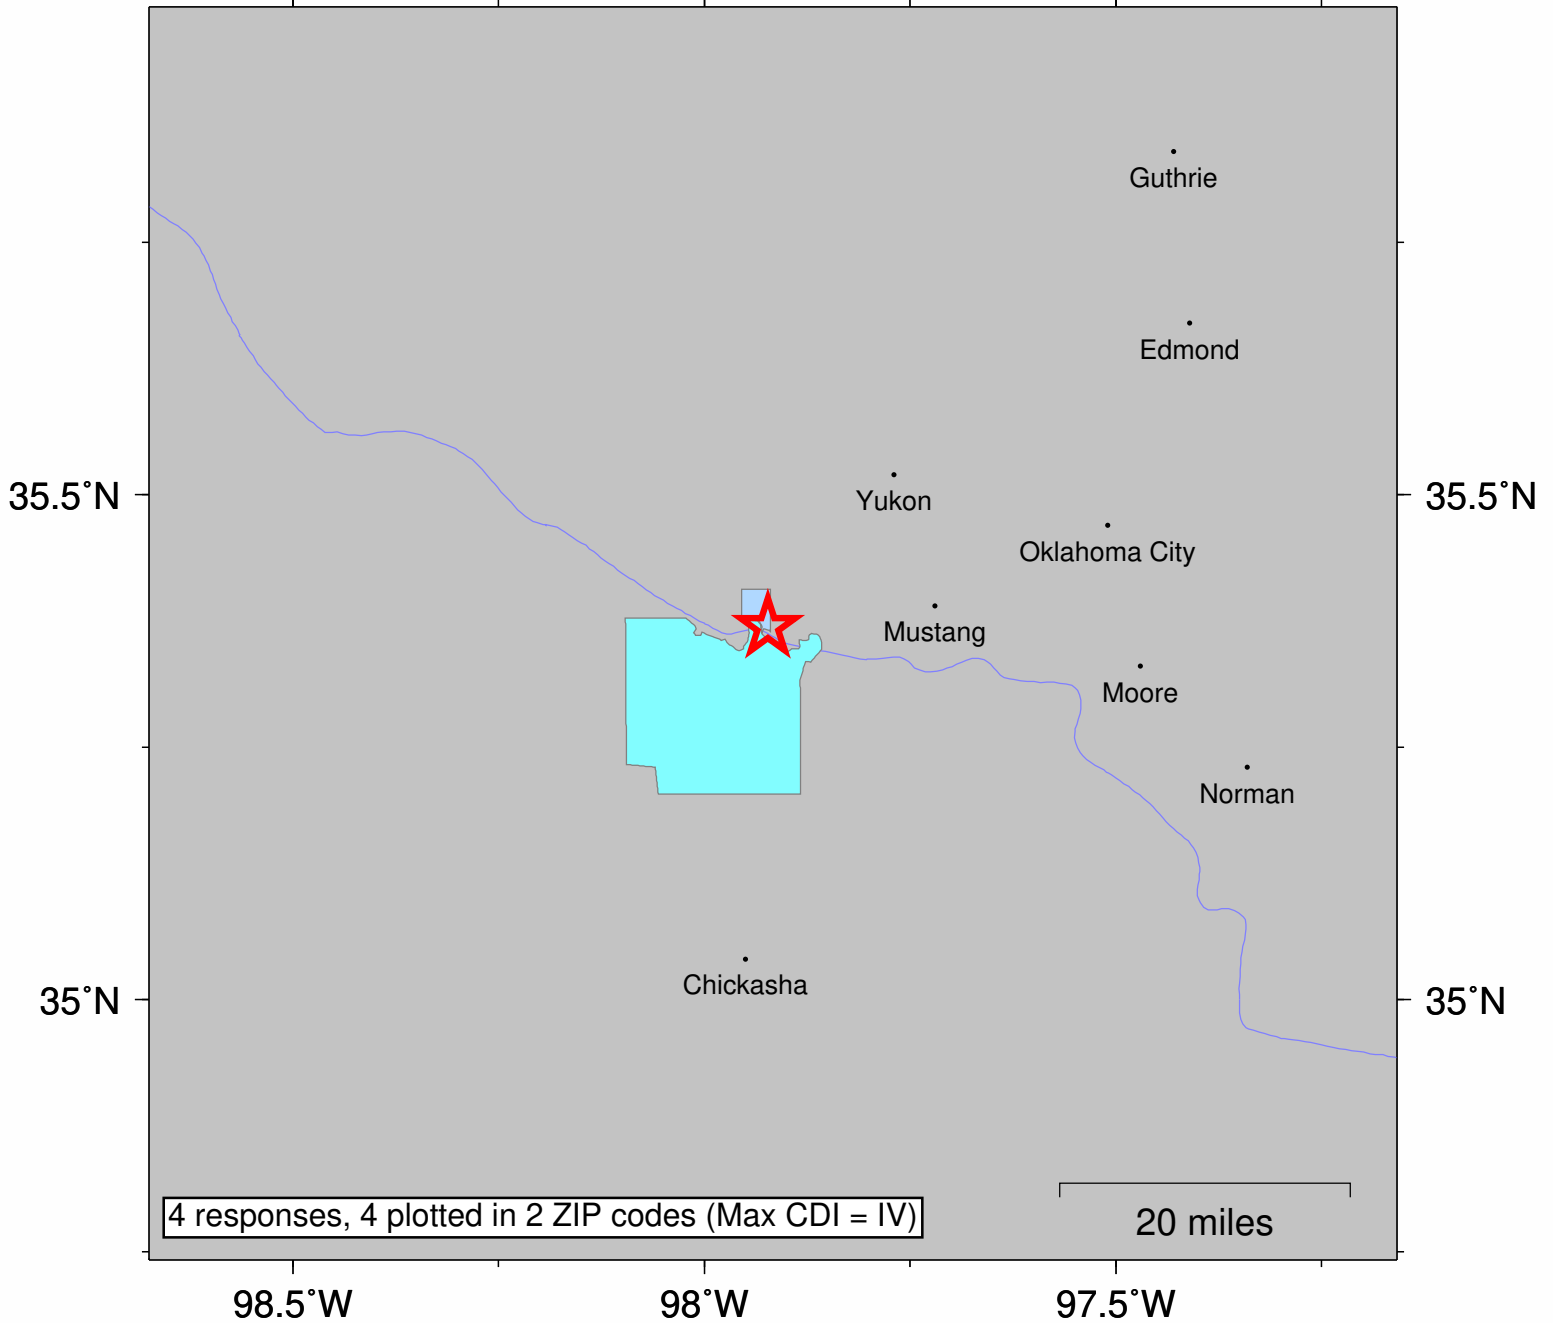 Guthrie
Edmond
35.5˚N
35.5˚N
Yukon
Oklahoma City
Mustang
Moore
Norman
Chickasha
35˚N
35˚N
4 responses, 4 plotted in 2 ZIP codes (Max CDI = IV)
20 miles
98.5˚W
98˚W
97.5˚W